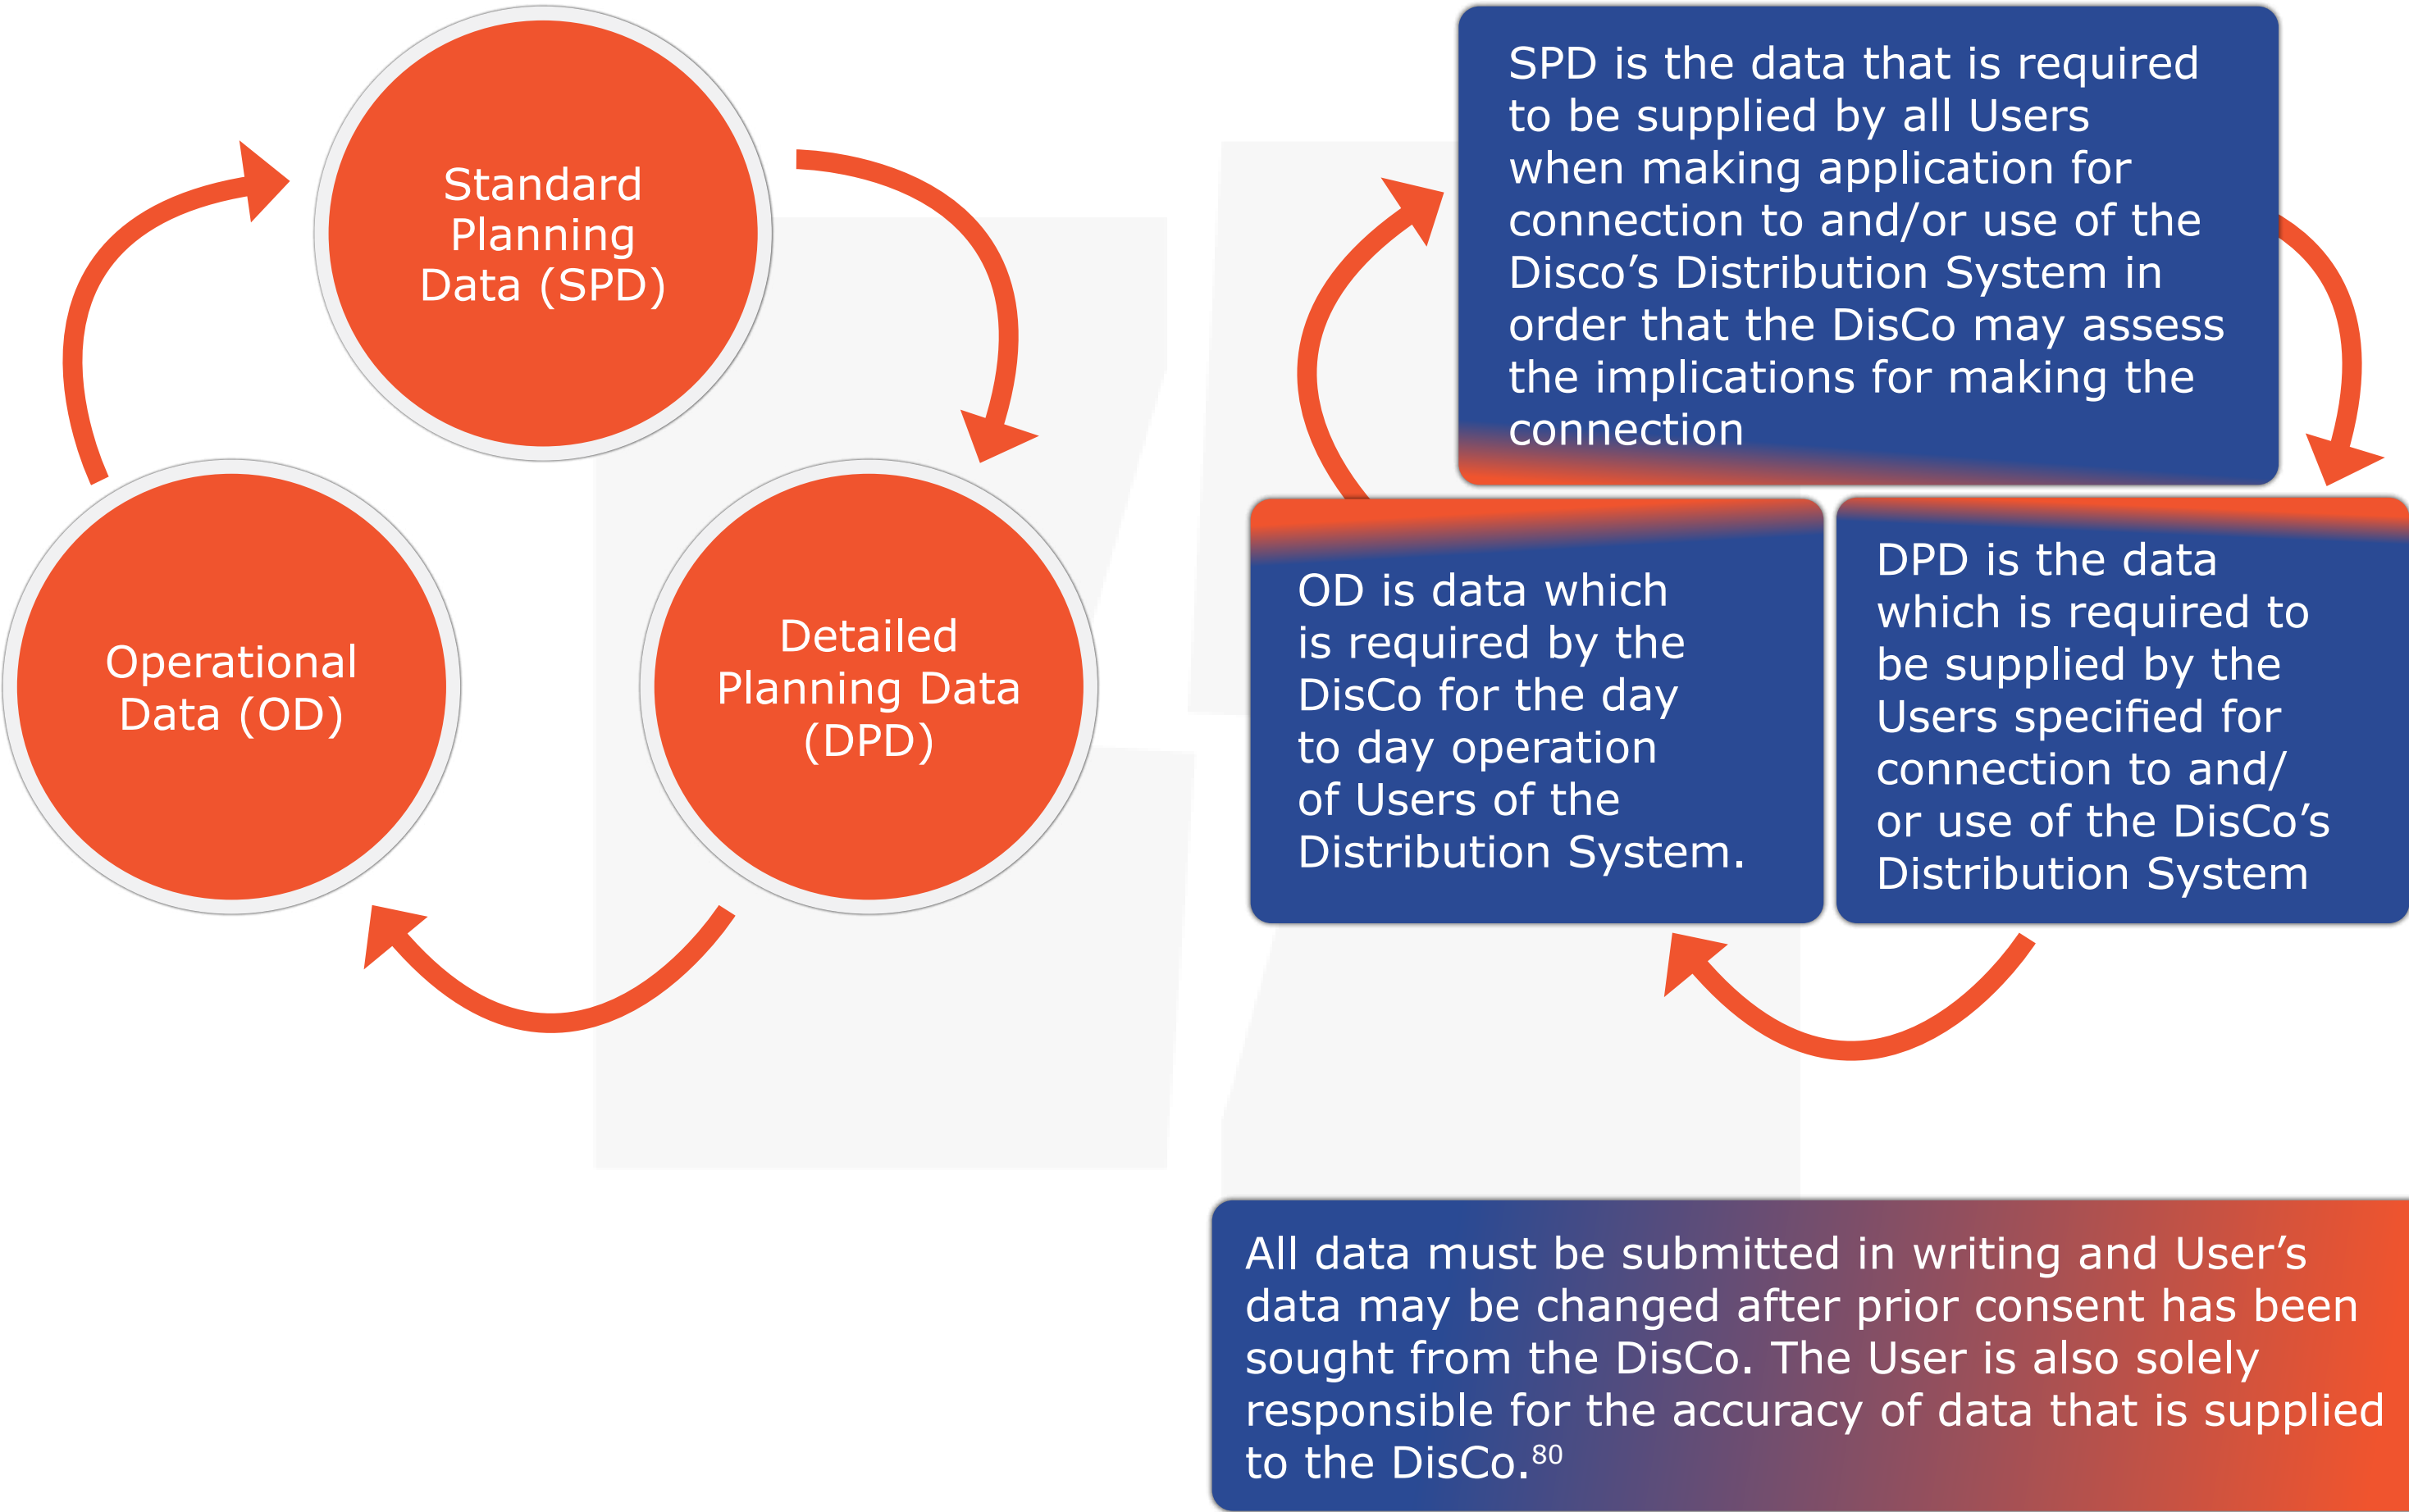 Standard
Planning
Data (SPD)
Operational
Data (OD)
Detailed
Planning Data
(DPD)
SPD is the data that is required
to be supplied by all Users
when making application for
connection to and/or use of the
Disco’s Distribution System in
order that the DisCo may assess
the implications for making the
connection
OD is data which
is required by the
DisCo for the day
to day operation
of Users of the
Distribution System.
DPD is the data
which is required to
be supplied by the
Users specified for
connection to and/
or use of the DisCo’s
Distribution System
All data must be submitted in writing and User’s
data may be changed after prior consent has been
sought from the DisCo. The User is also solely
responsible for the accuracy of data that is supplied
to the DisCo.80